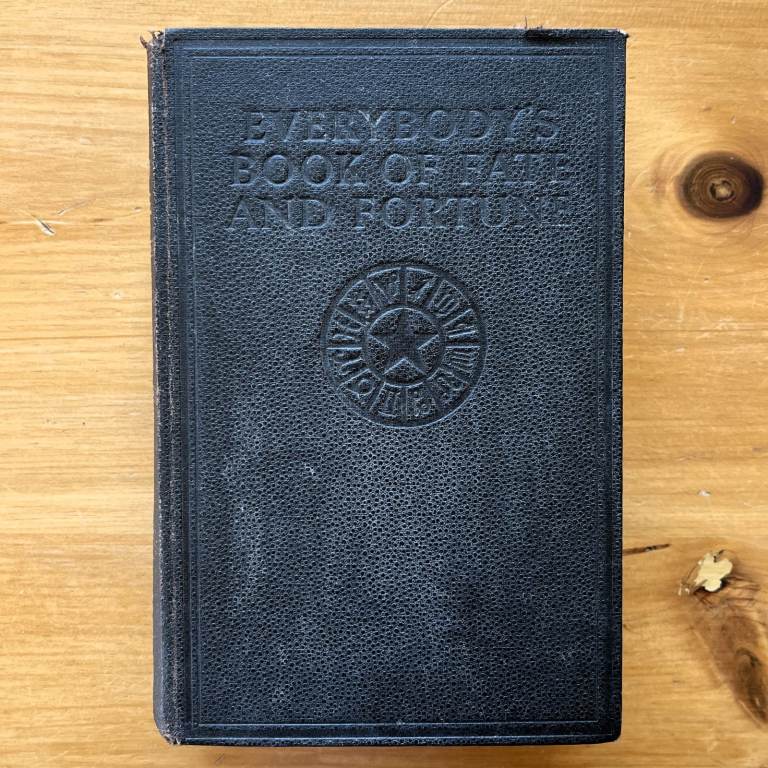 EVERYBODY'S
BOOK OF FATE
AND FORTUNE